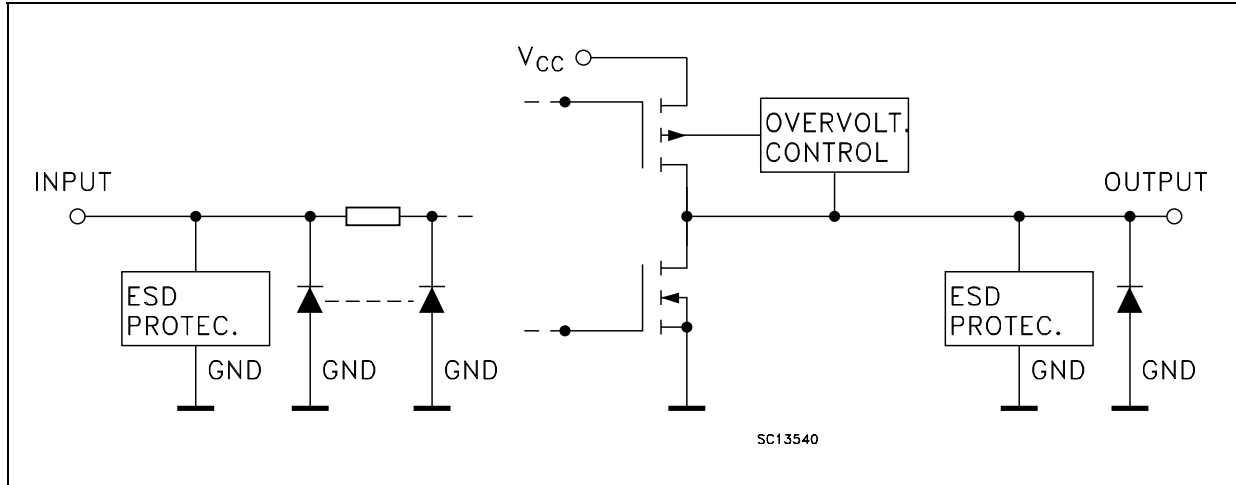 VCC
OVERVOLT.
CONTROL
INPUT
OUTPUT
ESD
PROTEC.
GND
GND
GND
ESD
PROTEC.
GND
GND
SC13540